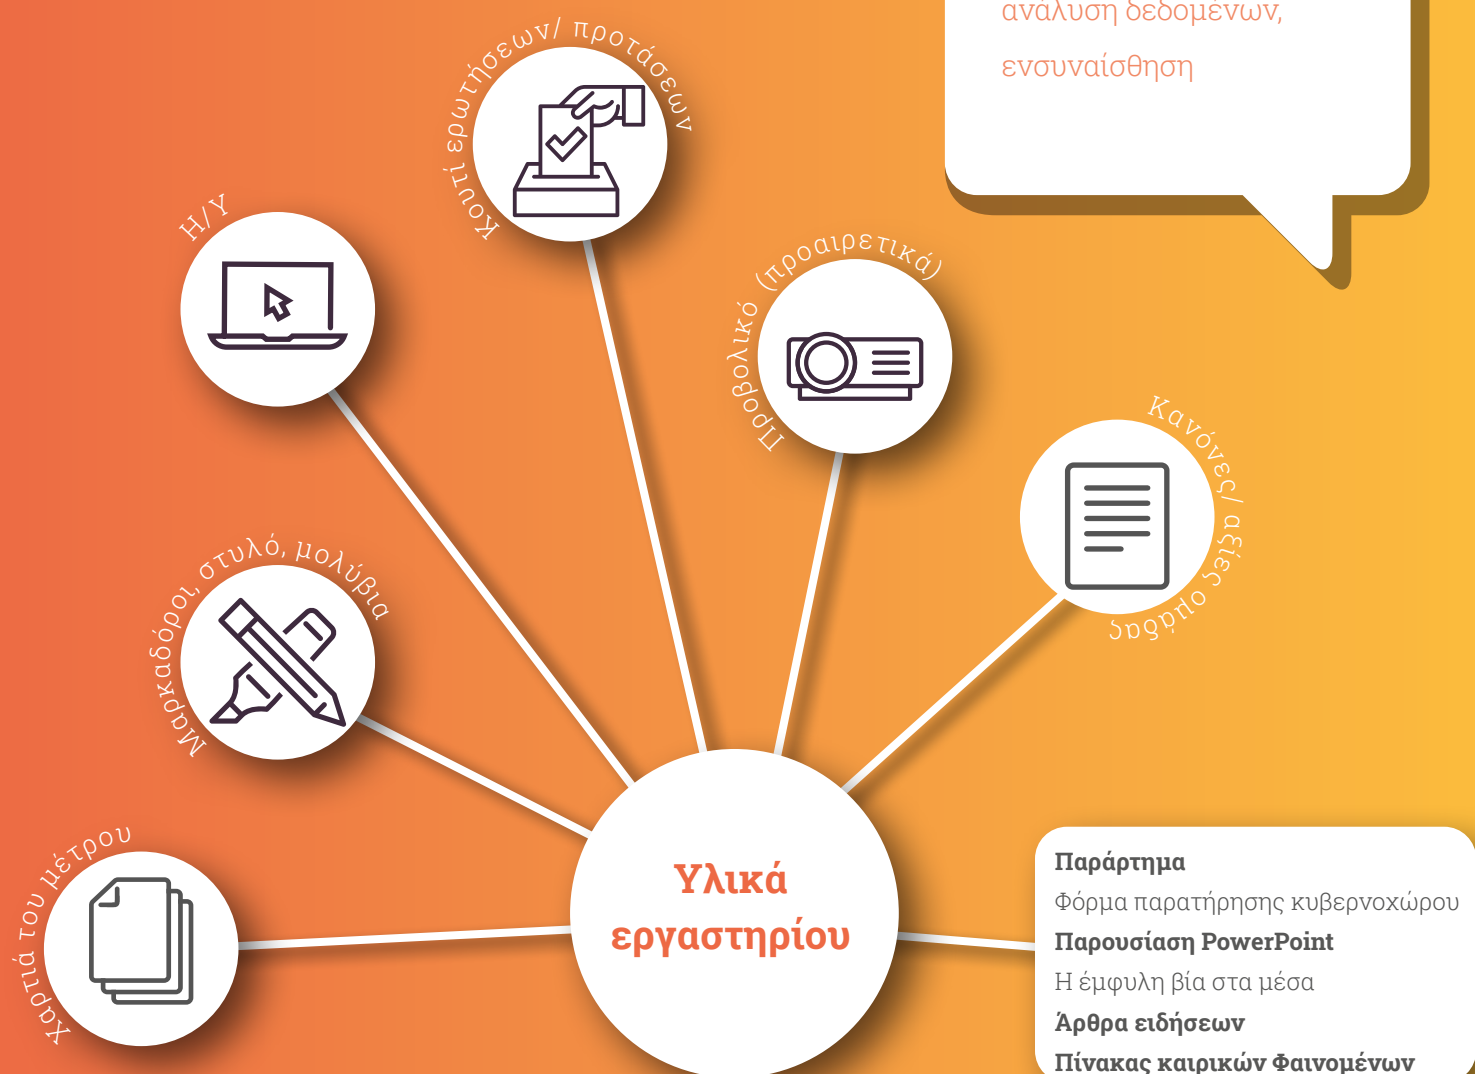 ανάλυση δεδομένων,
ενσυναίσθηση
Κουτί ερωτήσεων/ προτάσεων
Η/Υ
Προβολικό (προαιρετικά)
Κανόνες/ αξίες ομάδας
Μαρκαδόροι, στυλό, μολύβια
Χαρτιά του μέτρου
Υλικά
εργαστηρίου
Παράρτημα
Φόρμα παρατήρησης κυβερνοχώρου
Παρουσίαση PowerPoint
Η έμφυλη βία στα μέσα
Άρθρα ειδήσεων
Πίνακας καιρικών Φαινομένων